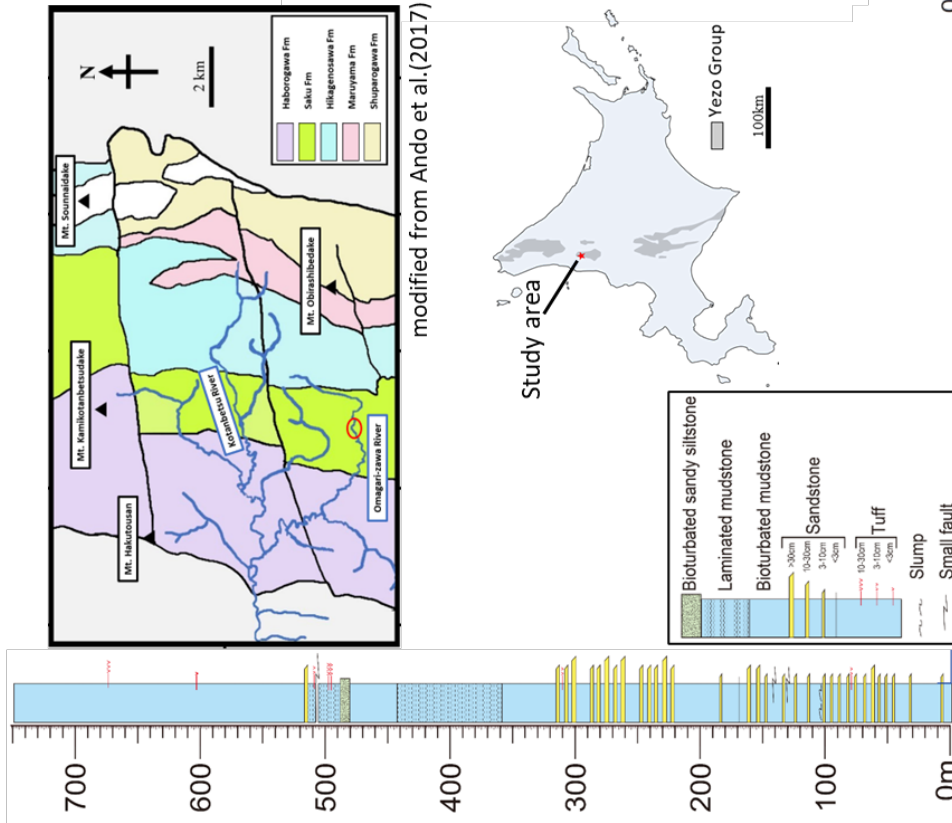 N
2 km
Haborogawa Fm
Saku Fm
Hikagenosawa Fm
Maruyama Fm
Shuparogawa Fm
Mt. Sounnaidake
Mt. Kamikotanbetsudake
Mt. Hakutousan
Mt. Obirashibedake
Kotanbetsu River
Omagari-zawa River
modified from Ando et al.(2017)
Study area
Yezo Group
100km
Bioturbated sandy siltstone
Laminated mudstone
Bioturbated mudstone
>30cm
10-30cm
3-10cm
<3cm
Sandstone
10-30cm
3-10cm
<3cm
Tuff
Slump
Small fault
700
600
500
400
300
200
100
0m